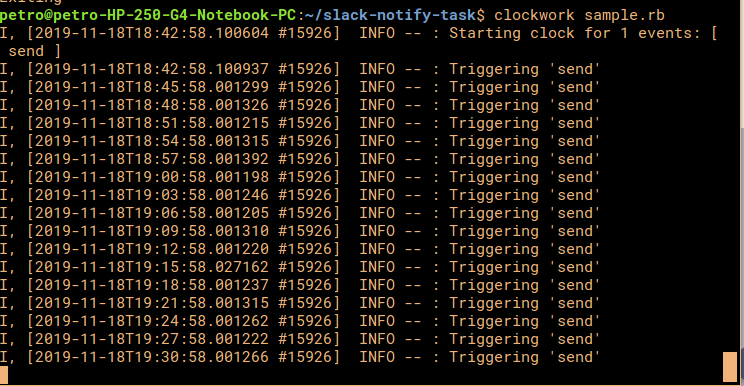 Exiting
petro@petro-HP-250-G4-Notebook-PC:~/slack-notify-task$ clockwork sample.rb
I, [2019-11-18T18:42:58.100604 #15926]  INFO -- : Starting clock for 1 events: [
 send ]
I, [2019-11-18T18:42:58.100937 #15926]  INFO -- : Triggering 'send'
I, [2019-11-18T18:45:58.001299 #15926]  INFO -- : Triggering 'send'
I, [2019-11-18T18:48:58.001326 #15926]  INFO -- : Triggering 'send'
I, [2019-11-18T18:51:58.001215 #15926]  INFO -- : Triggering 'send'
I, [2019-11-18T18:54:58.001315 #15926]  INFO -- : Triggering 'send'
I, [2019-11-18T18:57:58.001392 #15926]  INFO -- : Triggering 'send'
I, [2019-11-18T19:00:58.001198 #15926]  INFO -- : Triggering 'send'
I, [2019-11-18T19:03:58.001246 #15926]  INFO -- : Triggering 'send'
I, [2019-11-18T19:06:58.001205 #15926]  INFO -- : Triggering 'send'
I, [2019-11-18T19:09:58.001310 #15926]  INFO -- : Triggering 'send'
I, [2019-11-18T19:12:58.001220 #15926]  INFO -- : Triggering 'send'
I, [2019-11-18T19:15:58.027162 #15926]  INFO -- : Triggering 'send'
I, [2019-11-18T19:18:58.001237 #15926]  INFO -- : Triggering 'send'
I, [2019-11-18T19:21:58.001315 #15926]  INFO -- : Triggering 'send'
I, [2019-11-18T19:24:58.001262 #15926]  INFO -- : Triggering 'send'
I, [2019-11-18T19:27:58.001222 #15926]  INFO -- : Triggering 'send'
I, [2019-11-18T19:30:58.001266 #15926]  INFO -- : Triggering 'send'